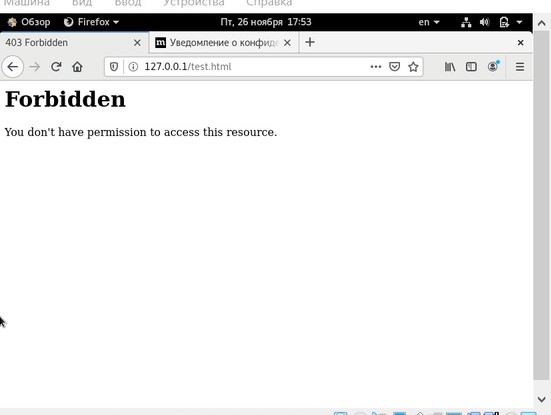 Машина Вид Ввод Устройства Справка
Обзор Firefox Пт, 26 ноября 17:53 en
403 Forbidden Уведомление о конфиде
127.0.0.1/test.html
Forbidden
You don't have permission to access this resource.